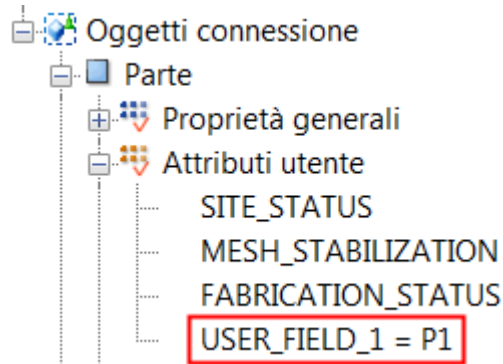 Oggetti connessione
Parte
Proprietà generali
Attributi utente
SITE_STATUS
MESH_STABILIZATION
FABRICATION_STATUS
USER_FIELD_1 = P1